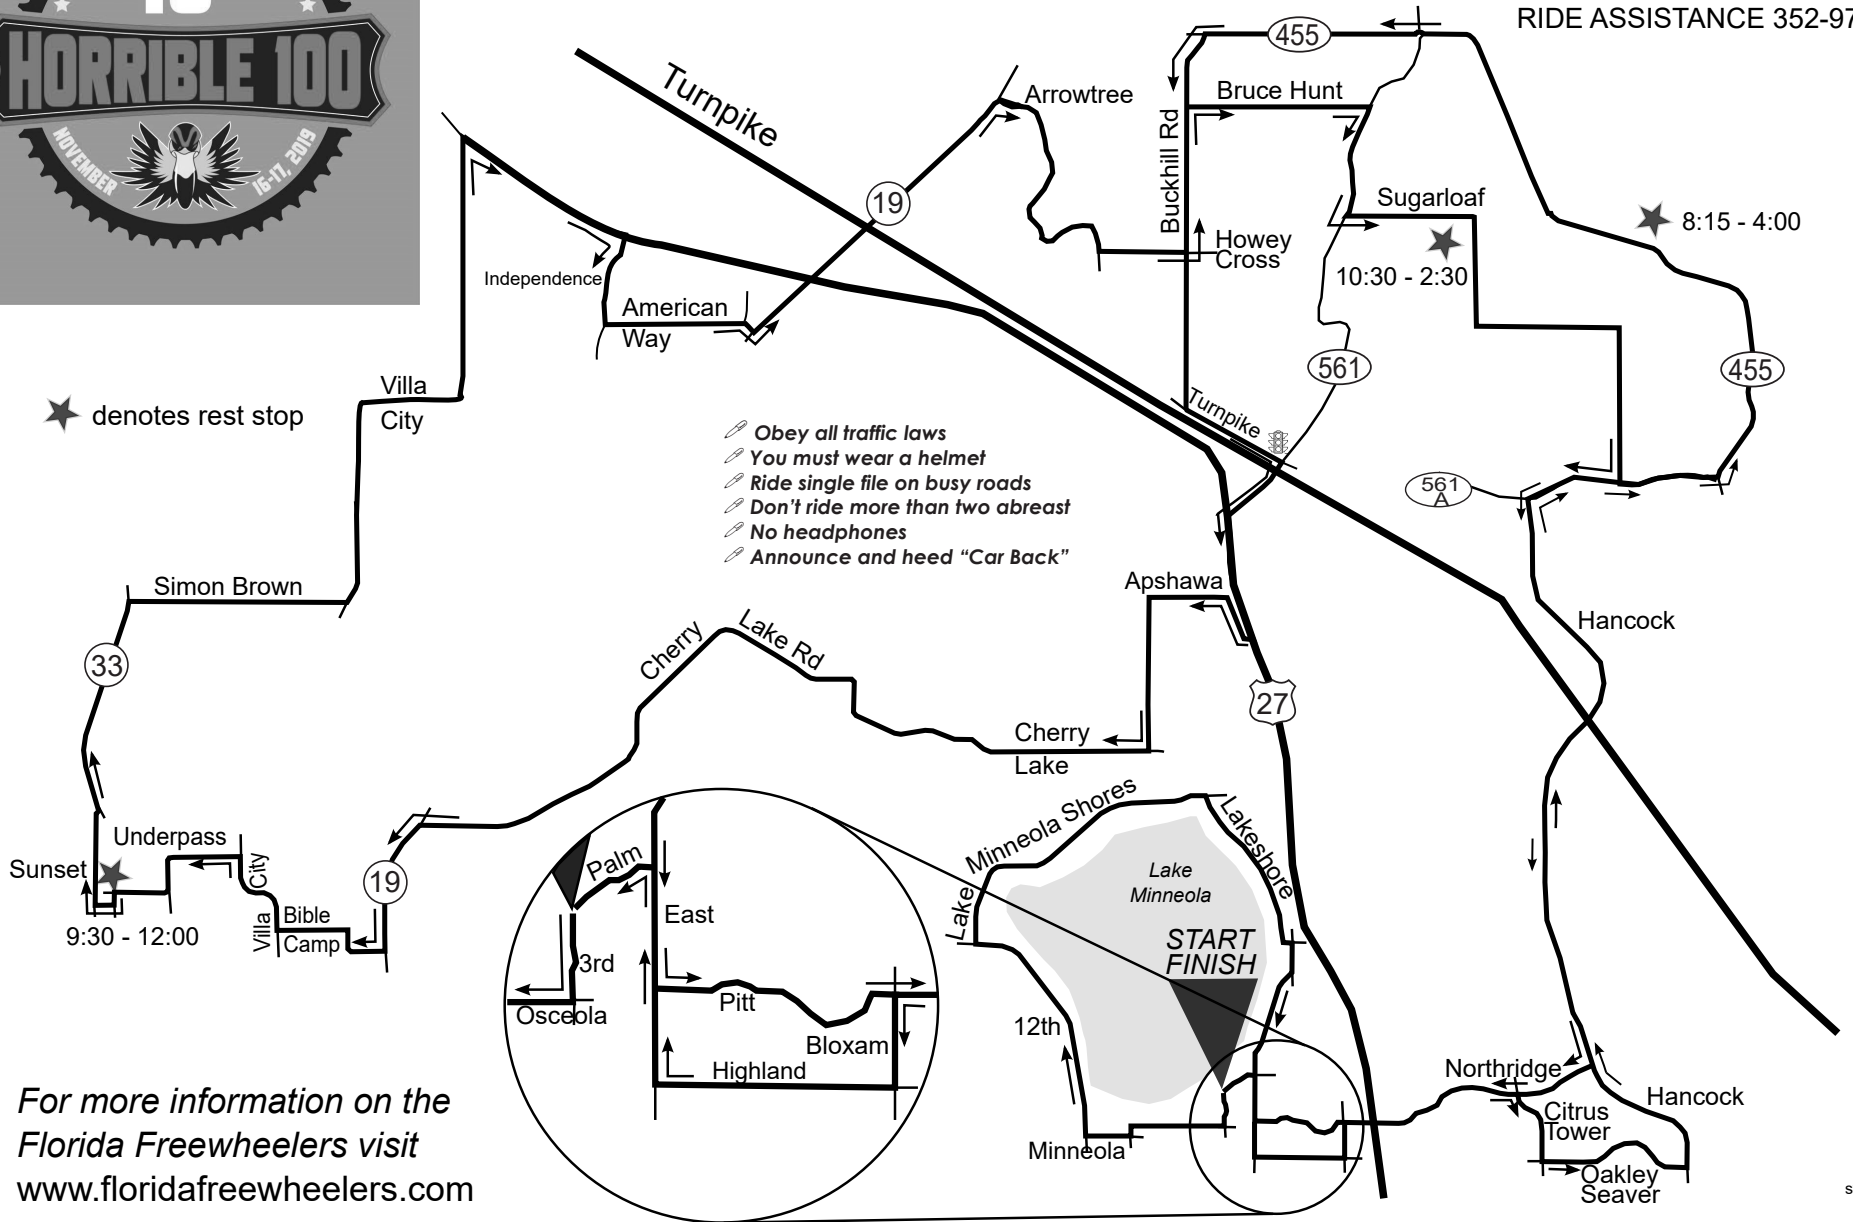 HORRIBLE 100
NOVEMBER
16-17, 2019
RIDE ASSISTANCE 352-97
455
Turnpike
Arrowtree
Bruce Hunt
Buckhill Rd
19
Sugarloaf
8:15 - 4:00
Howey
Cross
10:30 - 2:30
Independence
American
Way
561
455
Villa
City
denotes rest stop
Turnpike
Obey all traffic laws
You must wear a helmet
Ride single file on busy roads
Don't ride more than two abreast
No headphones
Announce and heed “Car Back”
561
A
Simon Brown
Apshawa
Hancock
33
Cherry
Lake Rd
27
Cherry
Lake
Underpass
Sunset
City
Villa
19
Bible
Camp
9:30 - 12:00
Palm
East
3rd
Osceola
Pitt
Bloxam
Highland
Minneola Shores
Lake
Lakeshore
Lake
Minneola
START
FINISH
12th
Minneola
Northridge
Hancock
Citrus
Tower
Oakley
Seaver
For more information on the
Florida Freewheelers visit
www.floridafreewheelers.com
s